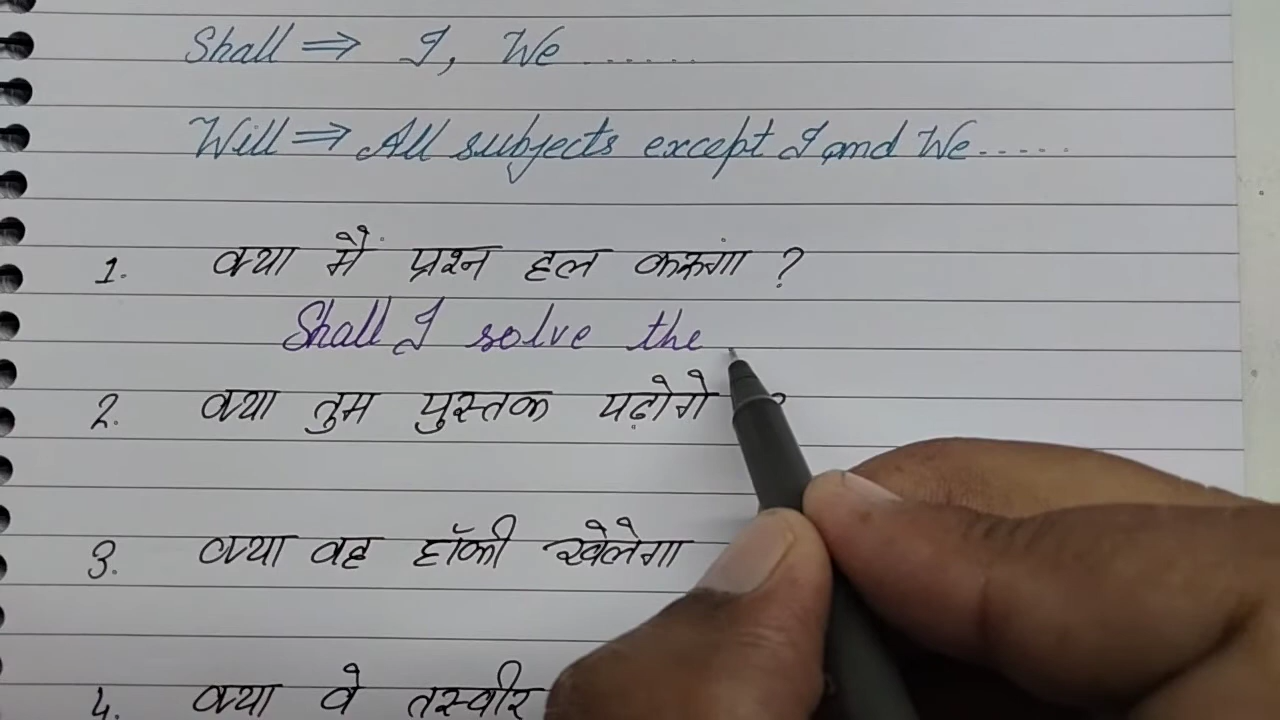 Shall ⇒ I, We ......
Will ⇒ All subjects except I and We.....
1. क्या मैं प्रश्न हल करूंगा ?
Shall I solve the
2. क्या तुम पुस्तक पढ़ोगे ?
3. क्या वह हॉकी खेलेगा
4. क्या वे तस्वीर